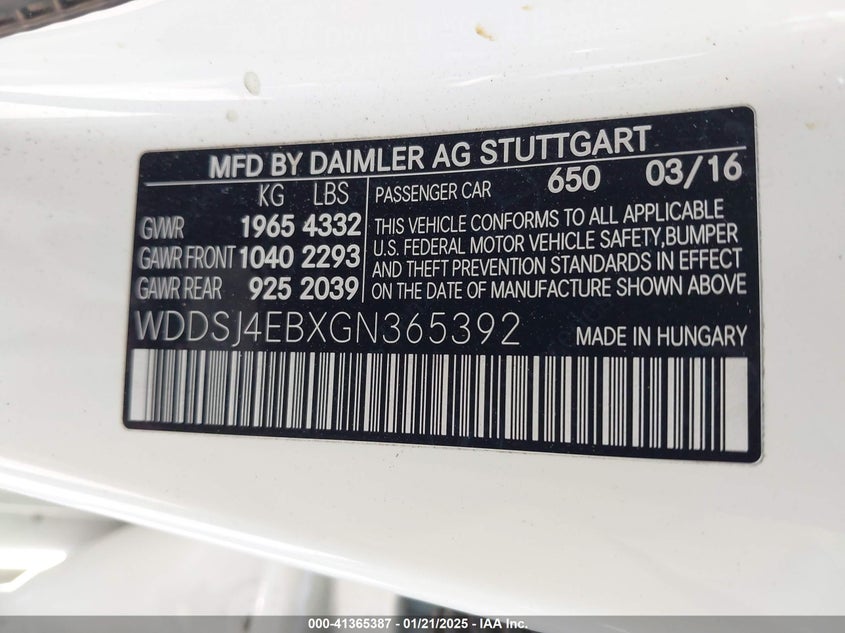 MFD BY DAIMLER AG STUTTGART
KG LBS
GVWR 1965 4332
GAWR FRONT 1040 2293
GAWR REAR 925 2039
PASSENGER CAR 650 03/16
THIS VEHICLE CONFORMS TO ALL APPLICABLE
U.S. FEDERAL MOTOR VEHICLE SAFETY,BUMPER
AND THEFT PREVENTION STANDARDS IN EFFECT
ON THE DATE OF MANUFACTURE SHOWN ABOVE
WDDSJ4EBXGN365392 MADE IN HUNGARY
000-41365387 - 01/21/2025 - IAA Inc.